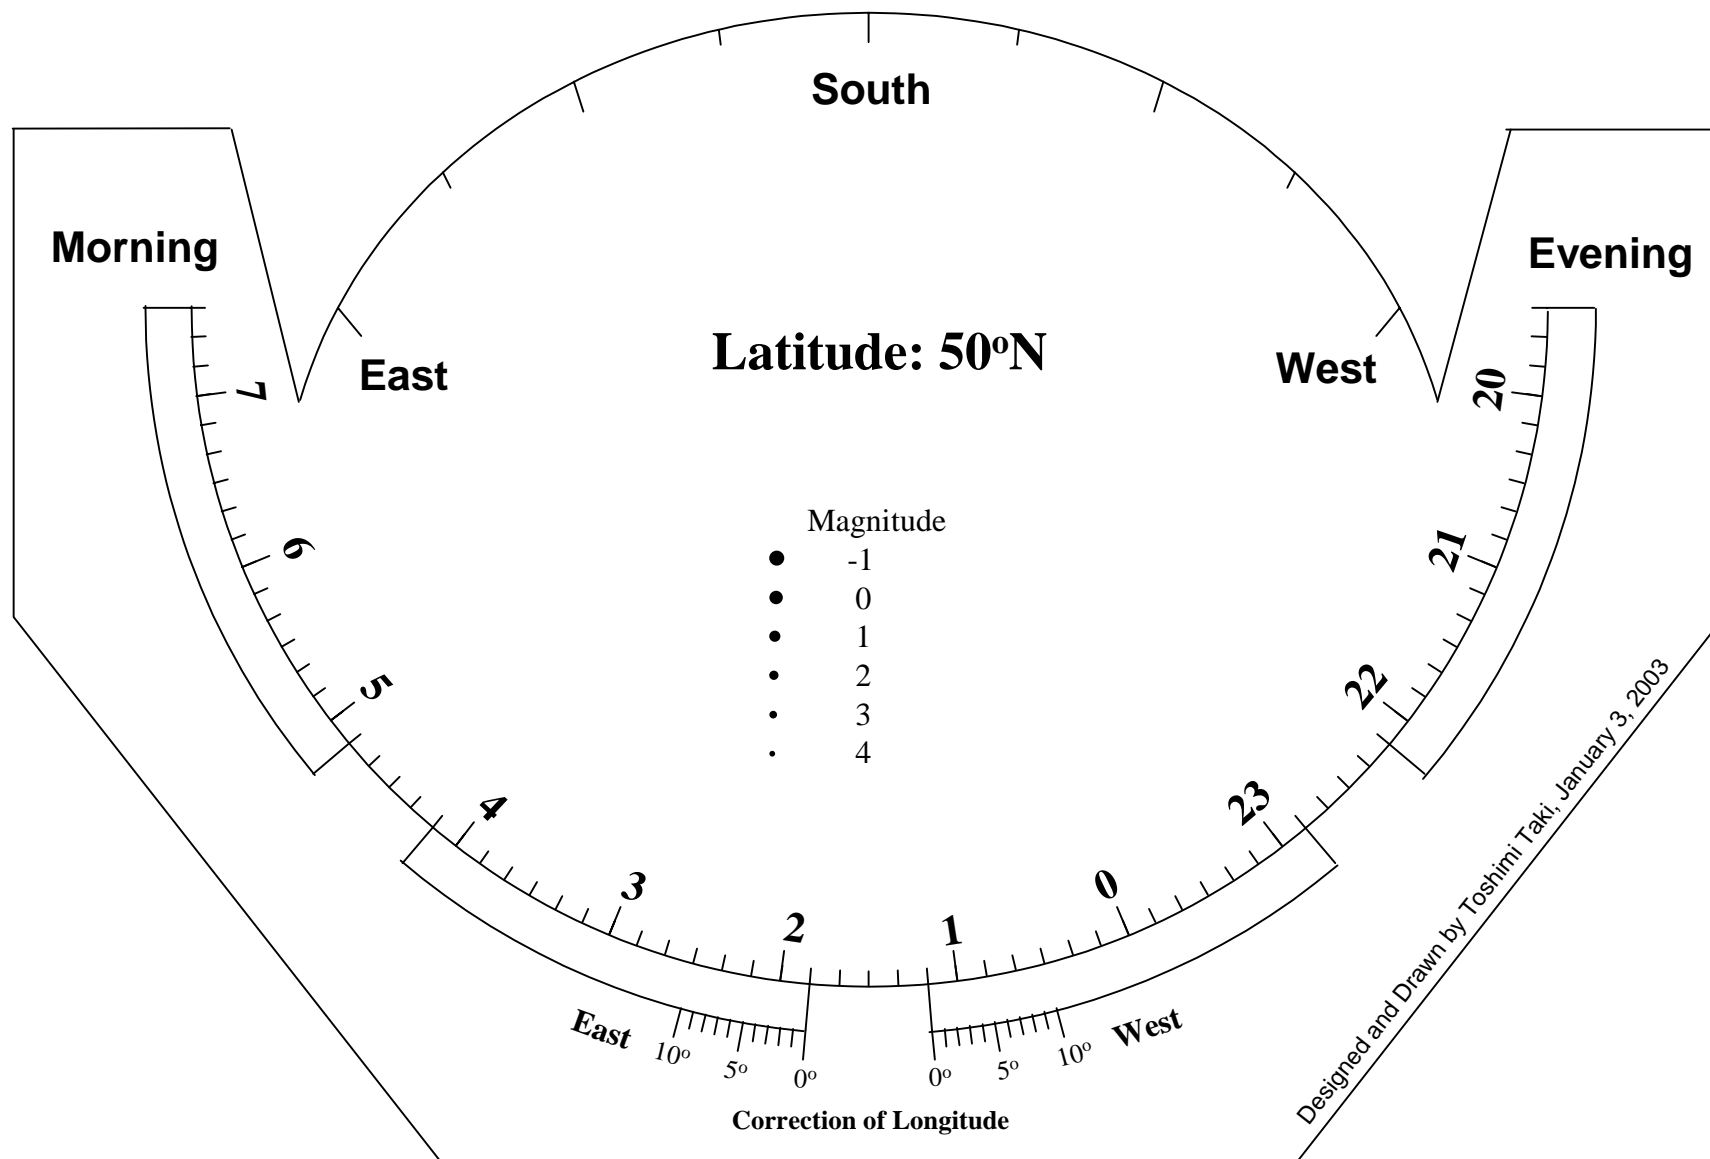 South
Morning
Evening
East
Latitude: 50ºN
West
7
20
6
21
5
22
4
23
3
0
2
1
Magnitude
-1
0
1
2
3
4
East
10º
5º
0º
0º
5º
10º
West
Correction of Longitude
Designed and Drawn by Toshimi Taki, January 3, 2003